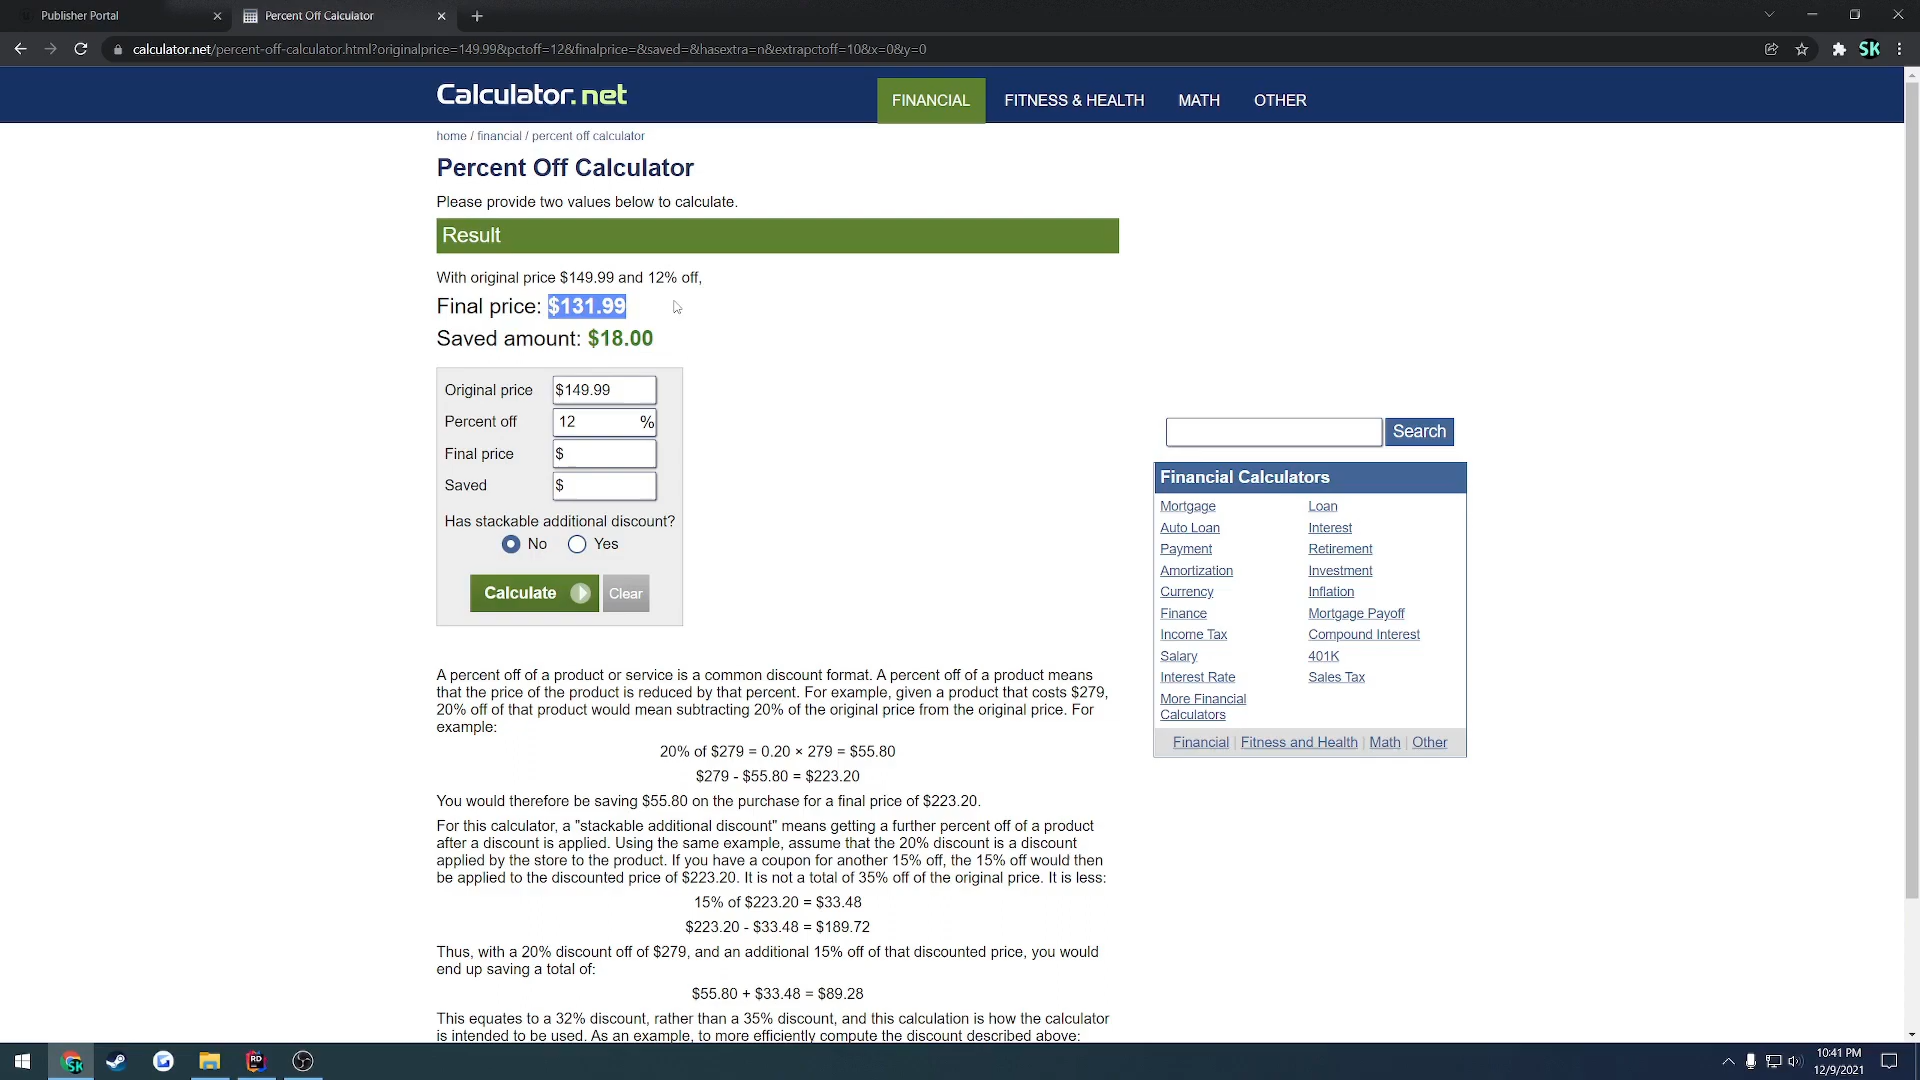 Publisher Portal
Percent Off Calculator
calculator.net/percent-off-calculator.html?originalprice=149.99&pctoff=12&finalprice=&saved=&hasextra=n&extrapctoff=10&x=0&y=0
SK
Calculator.net
FINANCIAL
FITNESS & HEALTH
MATH
OTHER
home / financial / percent off calculator
Percent Off Calculator
Please provide two values below to calculate.
Result
With original price $149.99 and 12% off,
Final price: $131.99
Saved amount: $18.00
Original price $149.99
Percent off 12 %
Final price $
Saved $
Has stackable additional discount?
No Yes
Calculate Clear
Search
Financial Calculators
Mortgage Loan
Auto Loan Interest
Payment Retirement
Amortization Investment
Currency Inflation
Finance Mortgage Payoff
Income Tax Compound Interest
Salary 401K
Interest Rate Sales Tax
More Financial
Calculators
Financial | Fitness and Health | Math | Other
A percent off of a product or service is a common discount format. A percent off of a product means
that the price of the product is reduced by that percent. For example, given a product that costs $279,
20% off of that product would mean subtracting 20% of the original price from the original price. For
example:
20% of $279 = 0.20 × 279 = $55.80
$279 - $55.80 = $223.20
You would therefore be saving $55.80 on the purchase for a final price of $223.20.
For this calculator, a "stackable additional discount" means getting a further percent off of a product
after a discount is applied. Using the same example, assume that the 20% discount is a discount
applied by the store to the product. If you have a coupon for another 15% off, the 15% off would then
be applied to the discounted price of $223.20. It is not a total of 35% off of the original price. It is less:
15% of $223.20 = $33.48
$223.20 - $33.48 = $189.72
Thus, with a 20% discount off of $279, and an additional 15% off of that discounted price, you would
end up saving a total of:
$55.80 + $33.48 = $89.28
This equates to a 32% discount, rather than a 35% discount, and this calculation is how the calculator
is intended to be used. As an example, to more efficiently compute the discount described above:
SK
RD
10:41 PM
12/9/2021